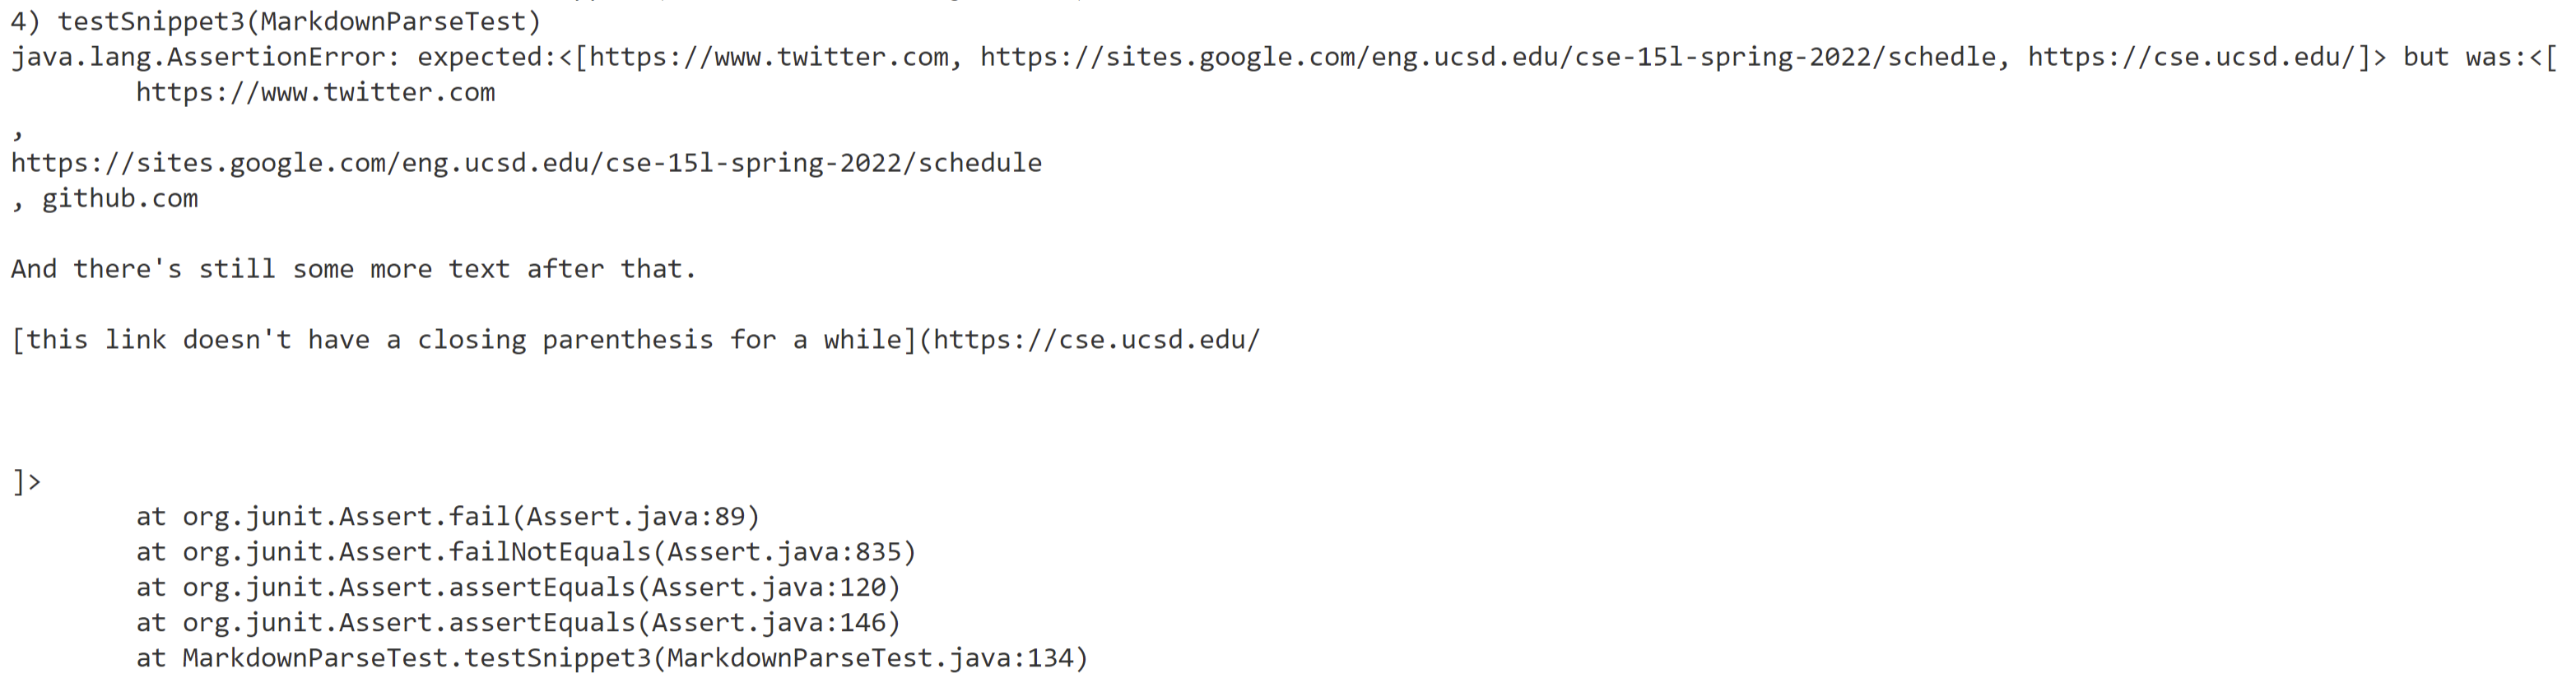 4) testSnippet3(MarkdownParseTest)
java.lang.AssertionError: expected:<[https://www.twitter.com, https://sites.google.com/eng.ucsd.edu/cse-15l-spring-2022/schedle, https://cse.ucsd.edu/]> but was:<[
        https://www.twitter.com
,
https://sites.google.com/eng.ucsd.edu/cse-15l-spring-2022/schedule
, github.com
And there's still some more text after that.
[this link doesn't have a closing parenthesis for a while](https://cse.ucsd.edu/
]>
        at org.junit.Assert.fail(Assert.java:89)
        at org.junit.Assert.failNotEquals(Assert.java:835)
        at org.junit.Assert.assertEquals(Assert.java:120)
        at org.junit.Assert.assertEquals(Assert.java:146)
        at MarkdownParseTest.testSnippet3(MarkdownParseTest.java:134)